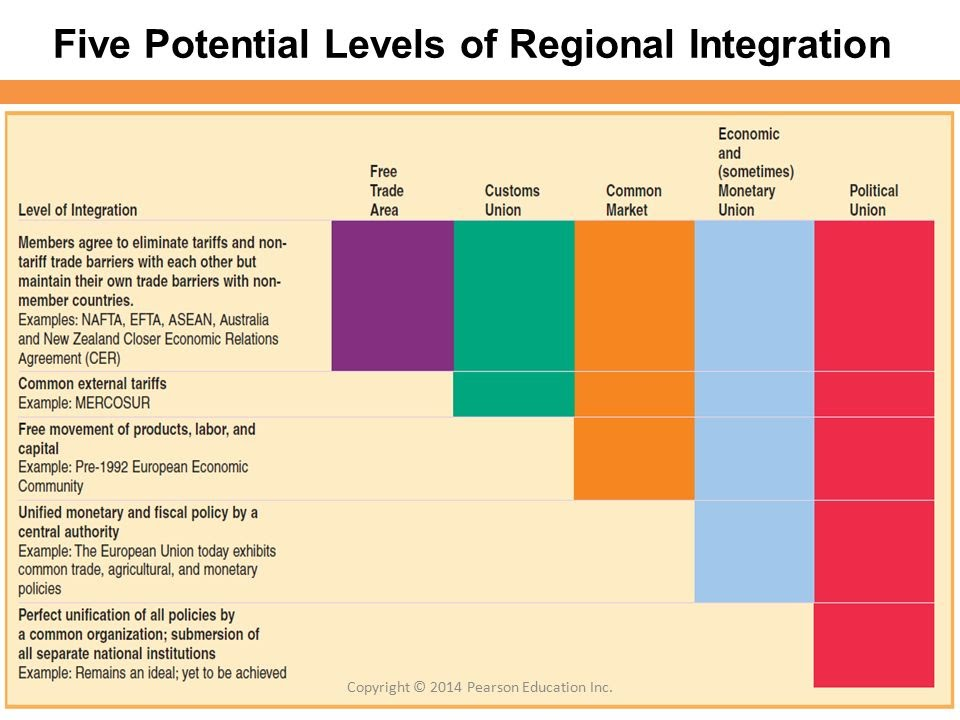 Five Potential Levels of Regional Integration
Level of Integration
Free
Trade
Area
Customs
Union
Common
Market
Economic
and
(sometimes)
Monetary
Union
Political
Union
Members agree to eliminate tariffs and non-
tariff trade barriers with each other but
maintain their own trade barriers with non-
member countries.
Examples: NAFTA, EFTA, ASEAN, Australia
and New Zealand Closer Economic Relations
Agreement (CER)
Common external tariffs
Example: MERCOSUR
Free movement of products, labor, and
capital
Example: Pre-1992 European Economic
Community
Unified monetary and fiscal policy by a
central authority
Example: The European Union today exhibits
common trade, agricultural, and monetary
policies
Perfect unification of all policies by
a common organization; submersion of
all separate national institutions
Example: Remains an ideal; yet to be achieved
Copyright © 2014 Pearson Education Inc.